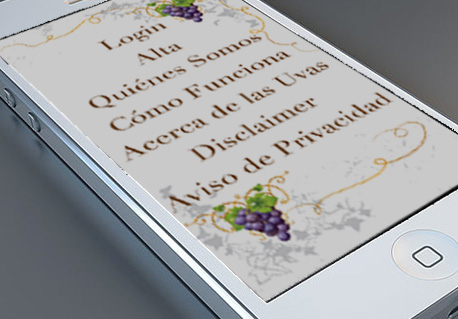 Login
Alta
Quiénes Somos
Cómo Funciona
Acerca de las Uvas
Disclaimer
Aviso de Privacidad